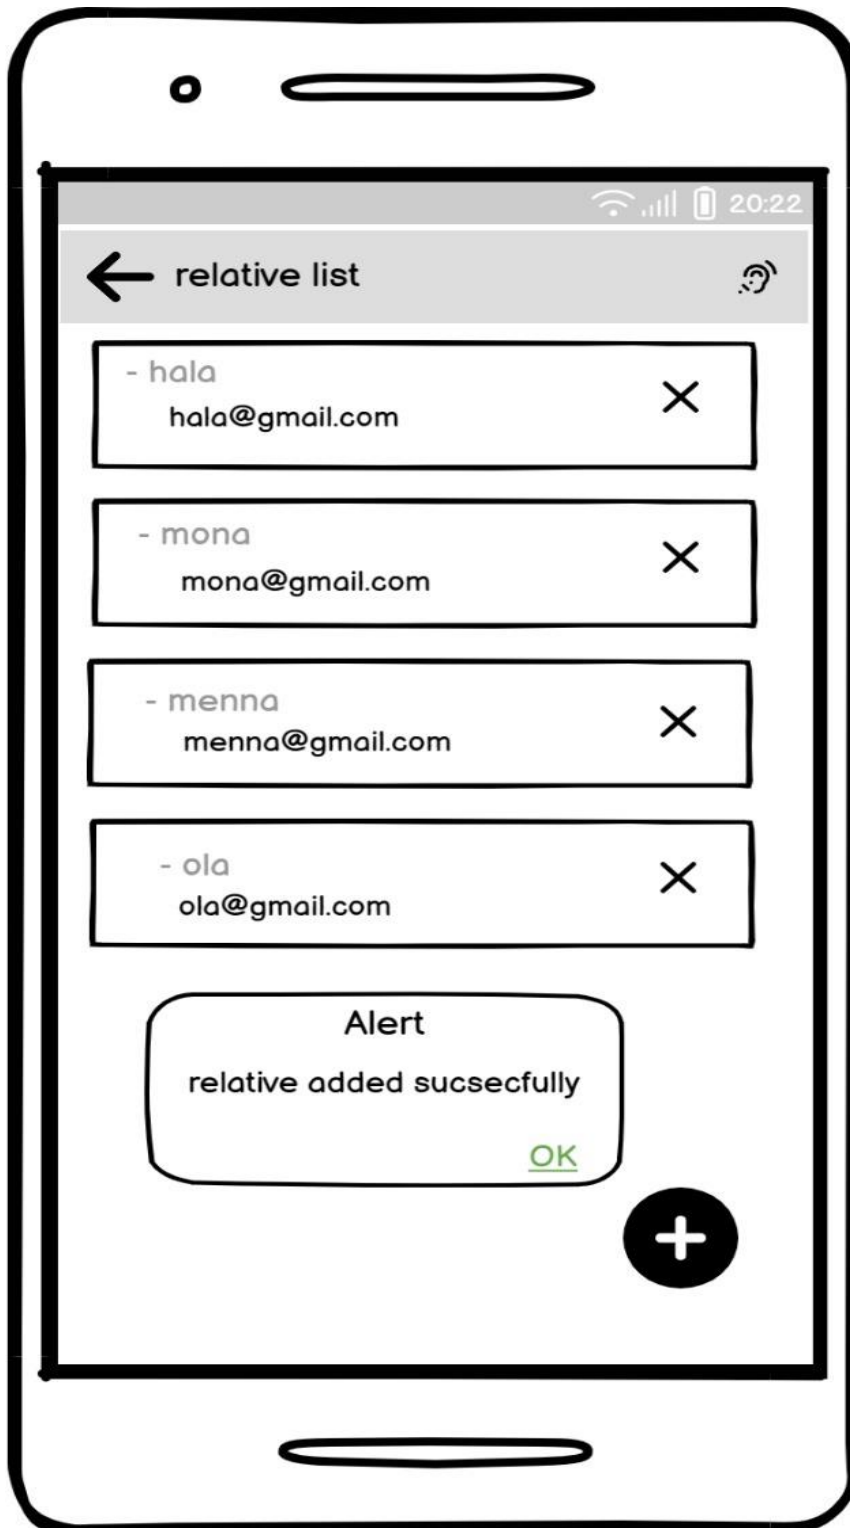 20:22
relative list
- hala
hala@gmail.com
- mona
mona@gmail.com
- menna
menna@gmail.com
- ola
ola@gmail.com
Alert
relative added sucsecfully
OK